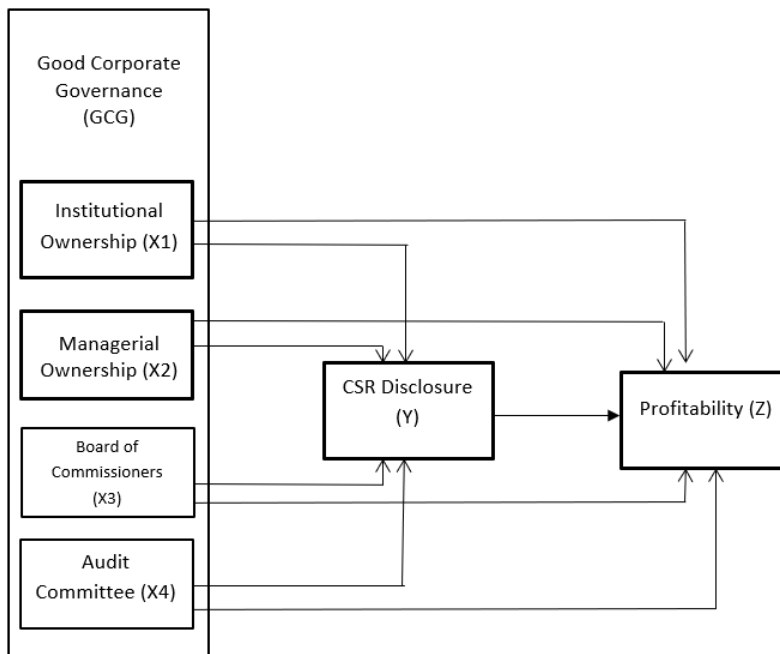 Good Corporate
Governance
(GCG)
Institutional
Ownership (X1)
Managerial
Ownership (X2)
Board of
Commissioners
(X3)
Audit
Committee (X4)
CSR Disclosure
(Y)
Profitability (Z)